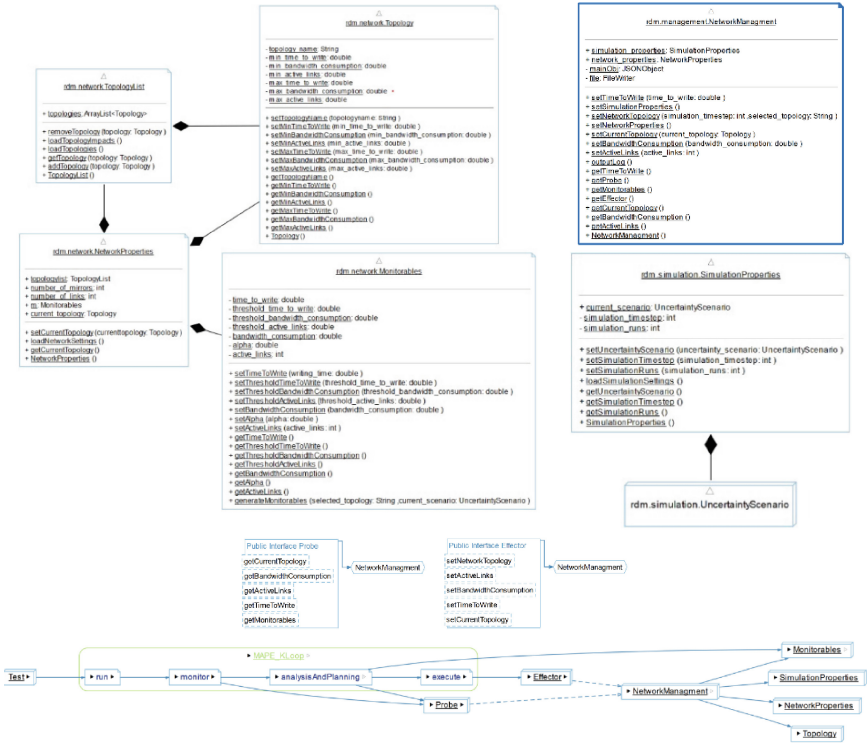 rdm.network.TopologyList
+ topologies: ArrayList<Topology>
+ removeTopology (topology: Topology )
+ loadTopologyImpacts ()
+ loadTopologies ()
+ getTopology (topology: Topology )
+ addTopology (topology: Topology )
+ TopologyList ()
rdm.network.Topology
- topology_name: String
- min_time_to_write: double
- min_bandwidth_consumption: double
- min_active_links: double
- max_time_to_write: double
- max_bandwidth_consumption: double
- max_active_links: double
+ setTopologyName (topologyname: String )
+ setMinTimeToWrite (min_time_to_write: double )
+ setMinBandwidthConsumption (min_bandwidth_consumption: double )
+ setMinActiveLinks (min_active_links: double )
+ setMaxTimeToWrite (max_time_to_write: double )
+ setMaxBandwidthConsumption (max_bandwidth_consumption: double )
+ setMaxActiveLinks (max_active_links: double )
+ getTopologyName ()
+ getMinTimeToWrite ()
+ getMinBandwidthConsumption ()
+ getMinActiveLinks ()
+ getMaxTimeToWrite ()
+ getMaxBandwidthConsumption ()
+ getMaxActiveLinks ()
+ Topology ()
rdm.management.NetworkManagment
+ simulation_properties: SimulationProperties
+ network_properties: NetworkProperties
- mainObj: JSONObject
- file: FileWriter
+ setTimeToWrite (time_to_write: double )
+ setSimulationProperties ()
+ setNetworkTopology (simulation_timestep: int ,selected_topology: String )
+ setNetworkProperties ()
+ setCurrentTopology (current_topology: Topology )
+ setBandwidthConsumption (bandwidth_consumption: double )
+ setActiveLinks (active_links: int )
+ outputLog ()
+ getTimeToWrite ()
+ getProbe ()
+ getMonitorables ()
+ getEffector ()
+ getCurrentTopology ()
+ getBandwidthConsumption ()
+ getActiveLinks ()
+ NetworkManagment ()
rdm.network.NetworkProperties
+ topologylist: TopologyList
+ number_of_mirrors: int
+ number_of_links: int
+ m: Monitorables
+ current_topology: Topology
+ setCurrentTopology (currenttopology: Topology )
+ loadNetworkSettings ()
+ getCurrentTopology ()
+ NetworkProperties ()
rdm.network.Monitorables
- time_to_write: double
- threshold_time_to_write: double
- threshold_bandwidth_consumption: double
- threshold_active_links: double
- bandwidth_consumption: double
- alpha: double
- active_links: int
+ setTimeToWrite (writing_time: double )
+ setThresholdTimeToWrite (threshold_time_to_write: double )
+ setThresholdBandwidthConsumption (threshold_bandwidth_consumption: double )
+ setThresholdActiveLinks (threshold_active_links: double )
+ setBandwidthConsumption (bandwidth_consumption: double )
+ setAlpha (alpha: double )
+ setActiveLinks (active_links: int )
+ getTimeToWrite ()
+ getThresholdTimeToWrite ()
+ getThresholdBandwidthConsumption ()
+ getThresholdActiveLinks ()
+ getBandwidthConsumption ()
+ getAlpha ()
+ getActiveLinks ()
+ generateMonitorables (selected_topology: String ,current_scenario: UncertaintyScenario )
rdm.simulation.SimulationProperties
+ current_scenario: UncertaintyScenario
- simulation_timestep: int
- simulation_runs: int
+ setUncertaintyScenario (uncertainty_scenario: UncertaintyScenario )
+ setSimulationTimestep (simulation_timestep: int )
+ setSimulationRuns (simulation_runs: int )
+ loadSimulationSettings ()
+ getUncertaintyScenario ()
+ getSimulationTimestep ()
+ getSimulationRuns ()
+ SimulationProperties ()
rdm.simulation.UncertaintyScenario
Public Interface Probe
getCurrentTopology
getBandwidthConsumption
getActiveLinks
getTimeToWrite
getMonitorables
NetworkManagment
Public Interface Effector
setNetworkTopology
setActiveLinks
setBandwidthConsumption
setTimeToWrite
setCurrentTopology
NetworkManagment
MAPE_KLoop
Test
run
monitor
analysisAndPlanning
execute
Effector
Probe
NetworkManagment
Monitorables
SimulationProperties
NetworkProperties
Topology